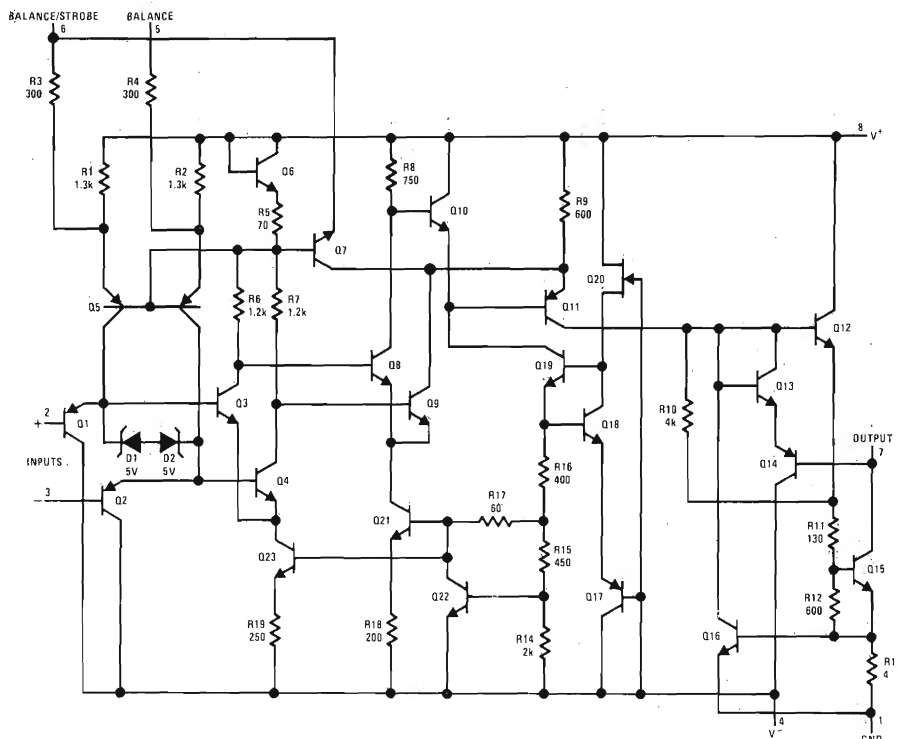 BALANCE/STROBE
6
BALANCE
5
R3
300
R4
300
8 V+
R1
1.3k
R2
1.3k
Q6
R5
70
R8
750
Q10
R9
600
Q7
Q20
Q5
R6
1.2k
R7
1.2k
Q11
Q12
Q8
Q19
Q3
Q9
R10
4k
Q13
2
+
Q1
Q18
OUTPUT
7
D1
5V
D2
5V
INPUTS
Q14
R16
400
3
−
Q2
Q4
R17
60
R11
130
Q21
R15
450
Q15
Q23
Q22
Q17
R12
600
R19
250
R18
200
R14
2k
Q16
R1
4
4
V−
1
GND